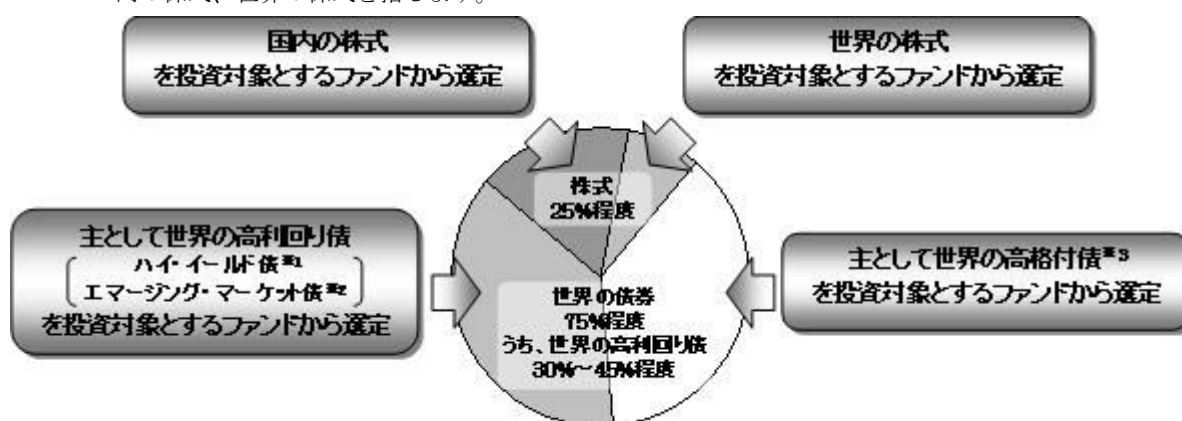 国内の株式
を投資対象とするファンドから選定
世界の株式
を投資対象とするファンドから選定
株式
25%程度
主として世界の高利回り債
ハイ・イールド債※1
エマージング・マーケット債※2
を投資対象とするファンドから選定
主として世界の高格付債※3
を投資対象とするファンドから選定
世界の債券
75%程度
うち、世界の高利回り債
30%～45%程度